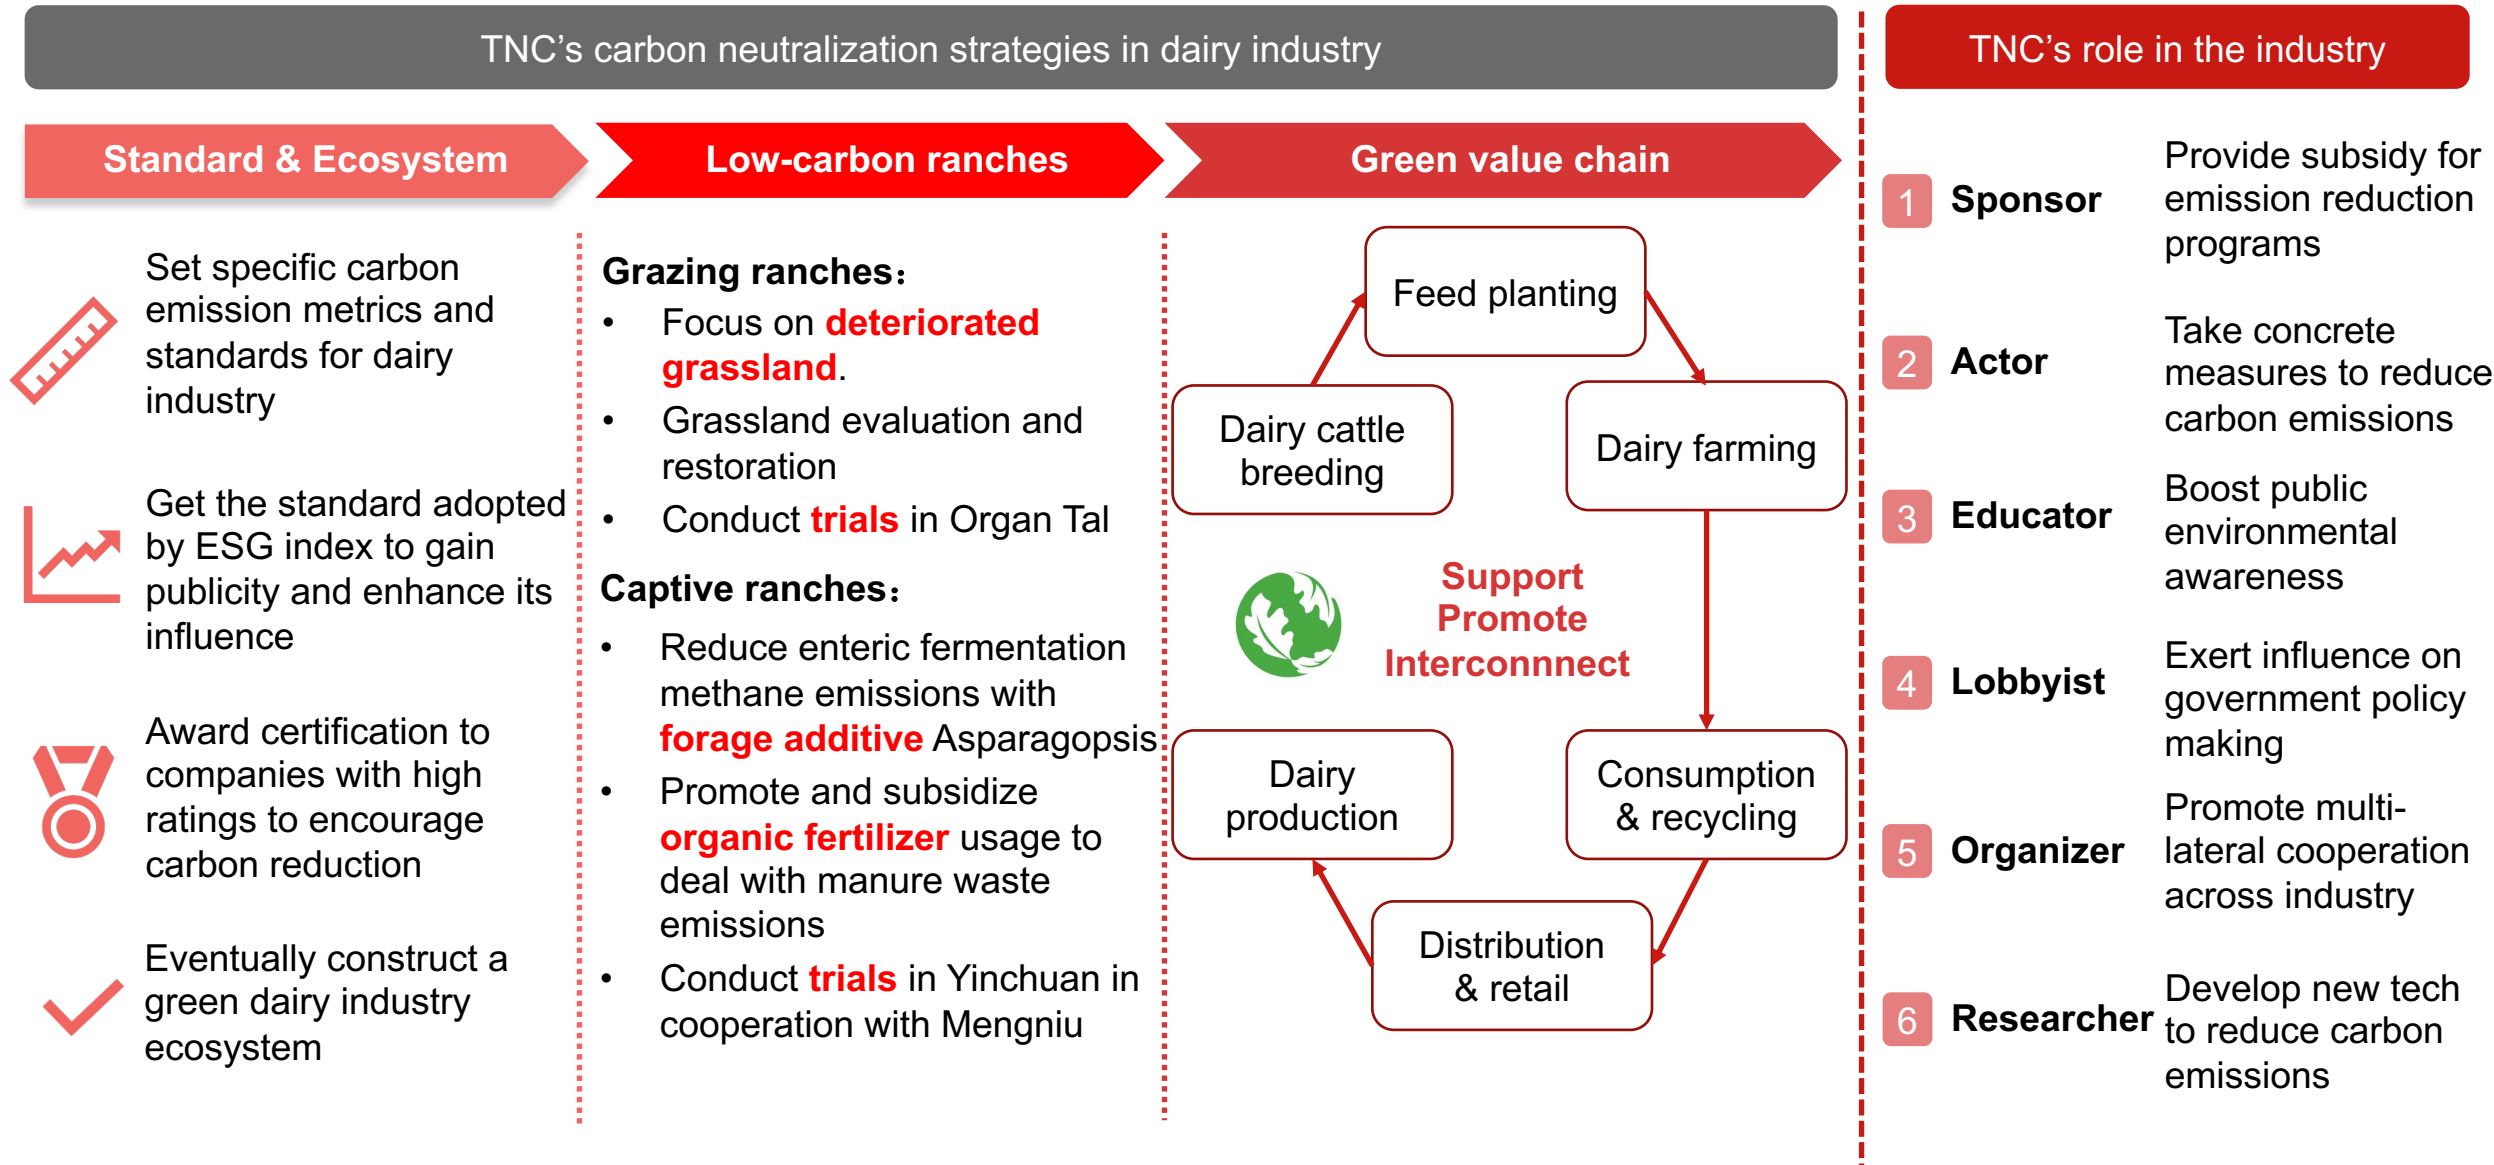 TNC’s carbon neutralization strategies in dairy industry
TNC’s role in the industry
Standard & Ecosystem
Low-carbon ranches
Green value chain
Set specific carbon
emission metrics and
standards for dairy
industry
Get the standard adopted
by ESG index to gain
publicity and enhance its
influence
Award certification to
companies with high
ratings to encourage
carbon reduction
Eventually construct a
green dairy industry
ecosystem
Grazing ranches：
• Focus on deteriorated
grassland.
• Grassland evaluation and
restoration
• Conduct trials in Organ Tal
Captive ranches：
• Reduce enteric fermentation
methane emissions with
forage additive Asparagopsis
• Promote and subsidize
organic fertilizer usage to
deal with manure waste
emissions
• Conduct trials in Yinchuan in
cooperation with Mengniu
Feed planting
Dairy cattle
breeding
Dairy farming
Support
Promote
Interconnnect
Dairy
production
Consumption
& recycling
Distribution
& retail
1 Sponsor
Provide subsidy for
emission reduction
programs
2 Actor
Take concrete
measures to reduce
carbon emissions
3 Educator
Boost public
environmental
awareness
4 Lobbyist
Exert influence on
government policy
making
5 Organizer
Promote multi-
lateral cooperation
across industry
6 Researcher
Develop new tech
to reduce carbon
emissions